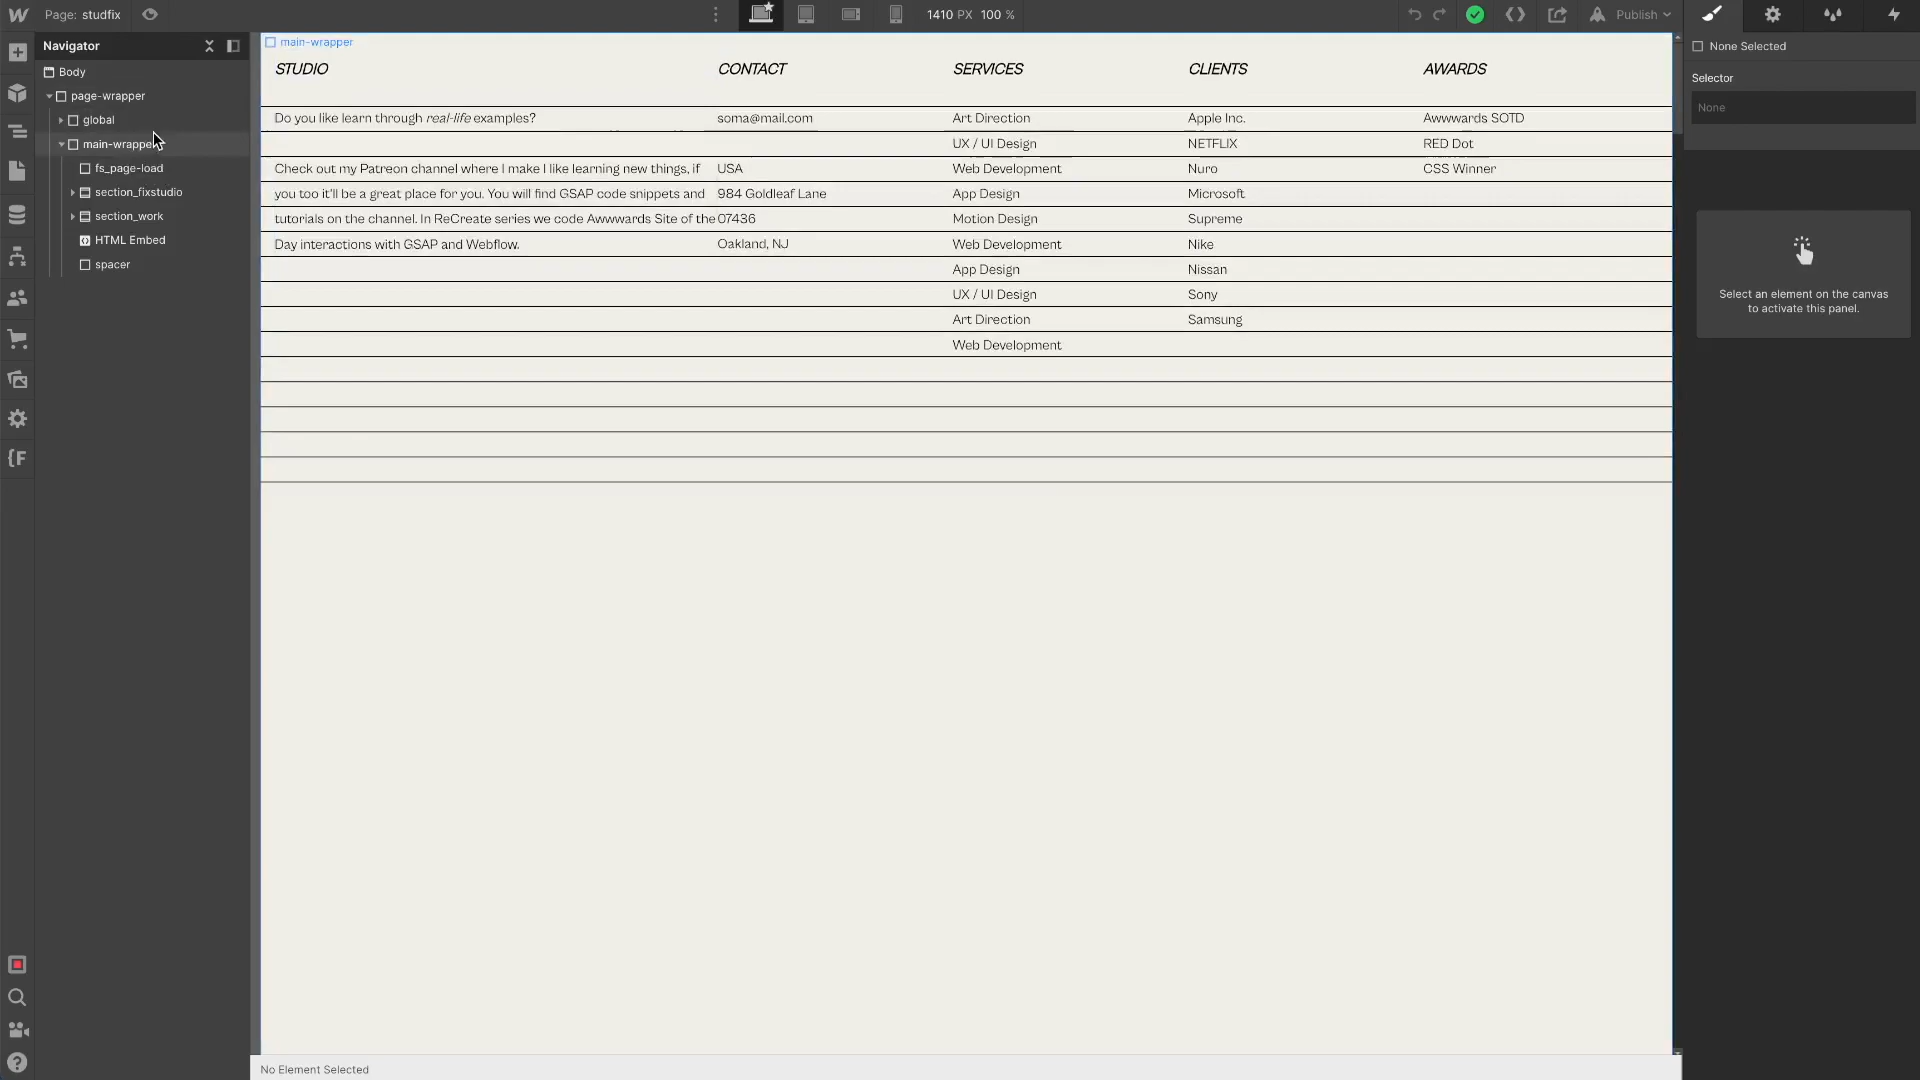 Page: studfix
1410 PX 100 %
Publish
Navigator
Body
page-wrapper
global
main-wrapper
fs_page-load
section_fixstudio
section_work
HTML Embed
spacer
main-wrapper
STUDIO CONTACT SERVICES CLIENTS AWARDS
Do you like learn through real-life examples? soma@mail.com Art Direction Apple Inc. Awwwards SOTD
UX / UI Design NETFLIX RED Dot
Check out my Patreon channel where I make I like learning new things, if USA Web Development Nuro CSS Winner
you too it'll be a great place for you. You will find GSAP code snippets and 984 Goldleaf Lane App Design Microsoft
tutorials on the channel. In ReCreate series we code Awwwards Site of the 07436 Motion Design Supreme
Day interactions with GSAP and Webflow. Oakland, NJ Web Development Nike
App Design Nissan
UX / UI Design Sony
Art Direction Samsung
Web Development
None Selected
Selector
None
Select an element on the canvas
to activate this panel.
No Element Selected